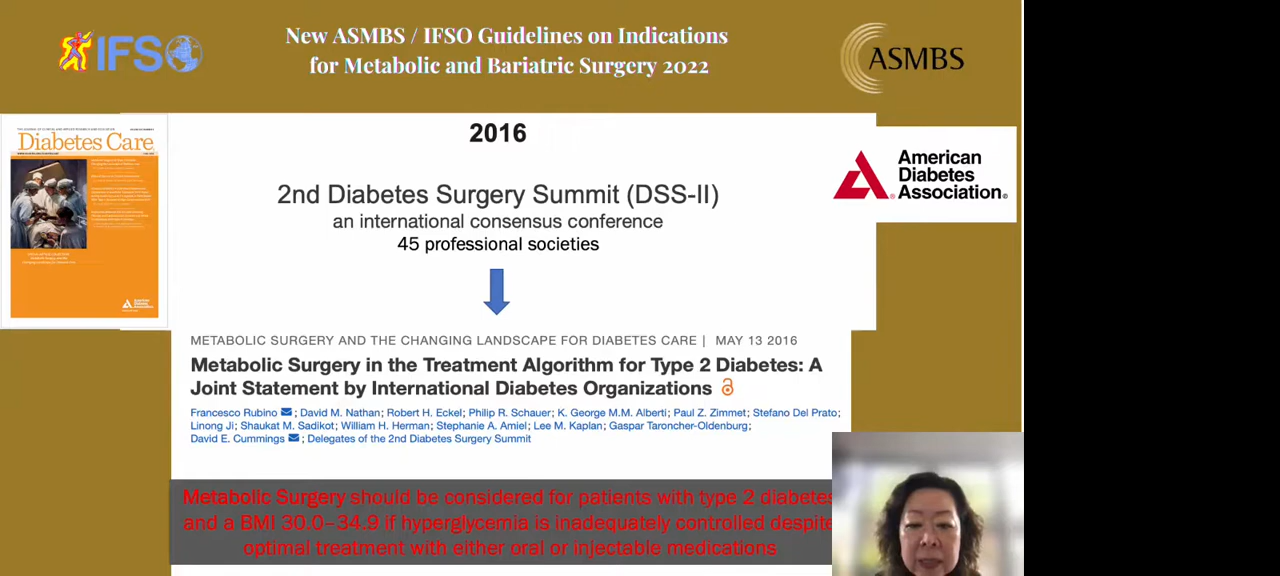 IFSO
New ASMBS / IFSO Guidelines on Indications
for Metabolic and Bariatric Surgery 2022
ASMBS
Diabetes Care
2016
2nd Diabetes Surgery Summit (DSS-II)
an international consensus conference
45 professional societies
American
Diabetes
Association®
American
Diabetes
Association
METABOLIC SURGERY AND THE CHANGING LANDSCAPE FOR DIABETES CARE | MAY 13 2016
Metabolic Surgery in the Treatment Algorithm for Type 2 Diabetes: A
Joint Statement by International Diabetes Organizations
Francesco Rubino ; David M. Nathan; Robert H. Eckel; Philip R. Schauer; K. George M.M. Alberti; Paul Z. Zimmet; Stefano Del Prato;
Linong Ji; Shaukat M. Sadikot; William H. Herman; Stephanie A. Amiel; Lee M. Kaplan; Gaspar Taroncher-Oldenburg;
David E. Cummings ; Delegates of the 2nd Diabetes Surgery Summit
Metabolic Surgery should be considered for patients with type 2 diabetes
and a BMI 30.0–34.9 if hyperglycemia is inadequately controlled despite
optimal treatment with either oral or injectable medications